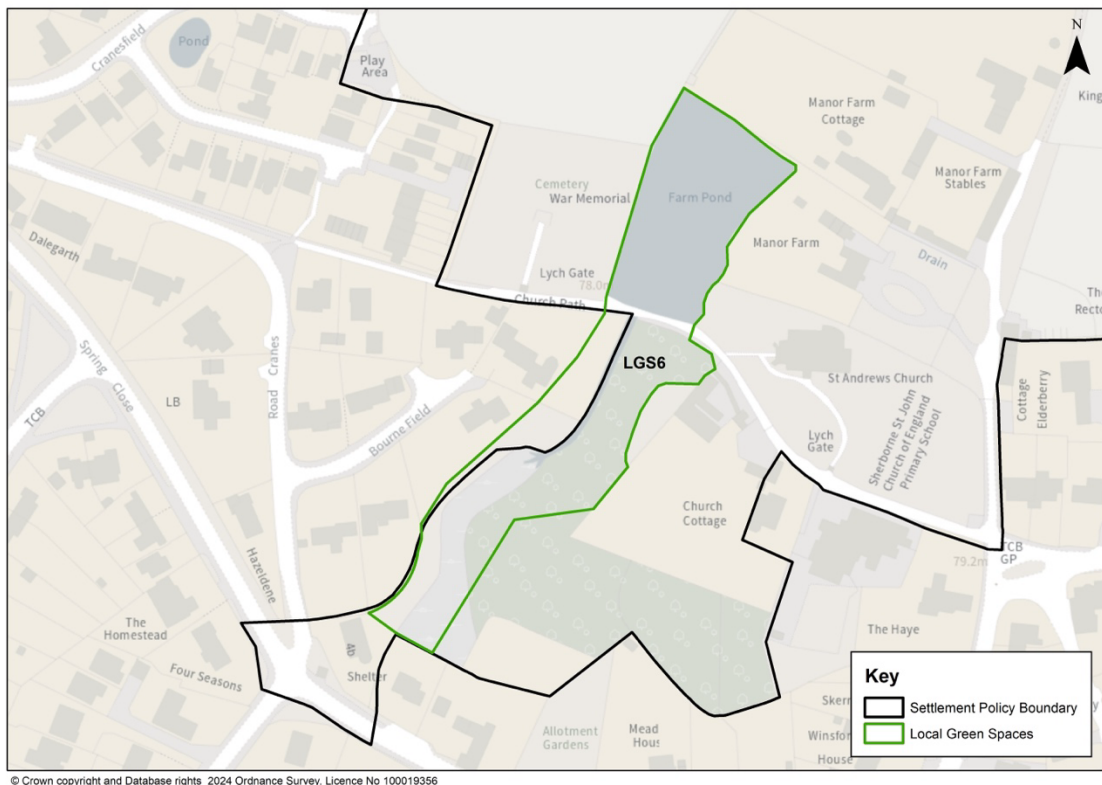 N
Cranesfield
Pond
Play
Area
Manor Farm
Cottage
King
Cemetery
War Memorial
Farm Pond
Manor Farm
Stables
Dalegarth
Manor Farm
Drain
Lych Gate
78.0m
Church Path
The
Recto
LGS6
Spring Close
LB
Road Cranes
TCB
Bourne Field
St Andrews Church
Lych
Gate
Sherborne St John
Church of England
Primary School
Cottage
Elderberry
Church
Cottage
TCB
GP
79.2m
Hazeldene
The
Homestead
Four Seasons
4b
Shelter
The Haye
Allotment
Gardens
Mead
Hous
Skerr
Winsfor
House
Key
Settlement Policy Boundary
Local Green Spaces
© Crown copyright and Database rights 2024 Ordnance Survey. Licence No 100019356